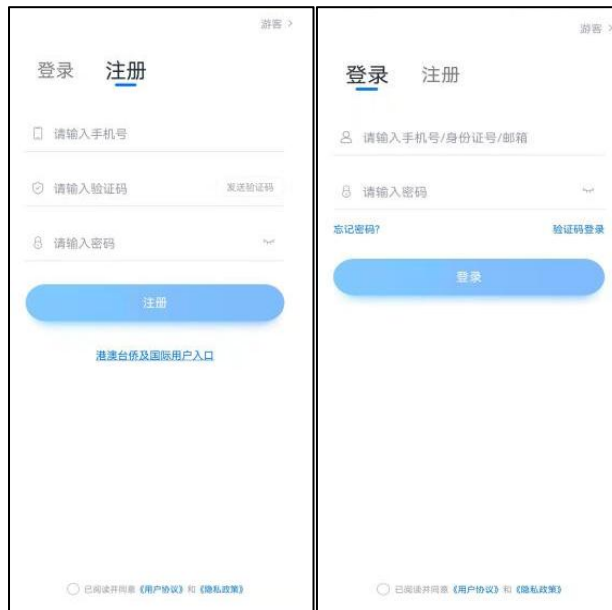 游客 >
登录 注册
请输入手机号
请输入验证码 发送验证码
请输入密码
注册
港澳台侨及国际用户入口
已阅读并同意《用户协议》和《隐私政策》
游客 >
登录 注册
请输入手机号/身份证号/邮箱
请输入密码
忘记密码? 验证码登录
登录
已阅读并同意《用户协议》和《隐私政策》